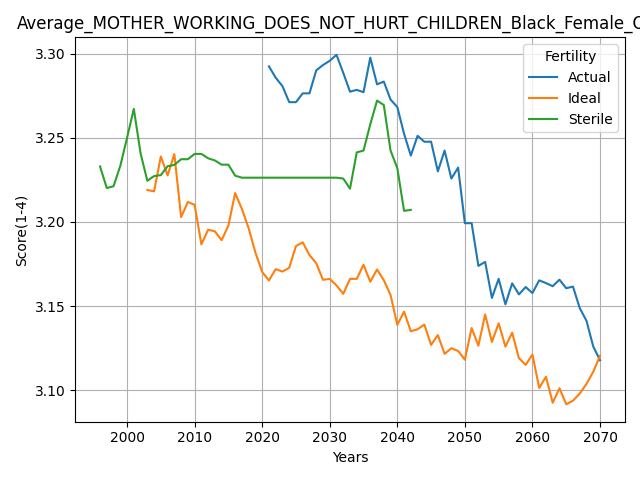 Average_MOTHER_WORKING_DOES_NOT_HURT_CHILDREN_Black_Female_
Fertility
Actual
Ideal
Sterile
Score(1-4)
3.30
3.25
3.20
3.15
3.10
2000 2010 2020 2030 2040 2050 2060 2070
Years